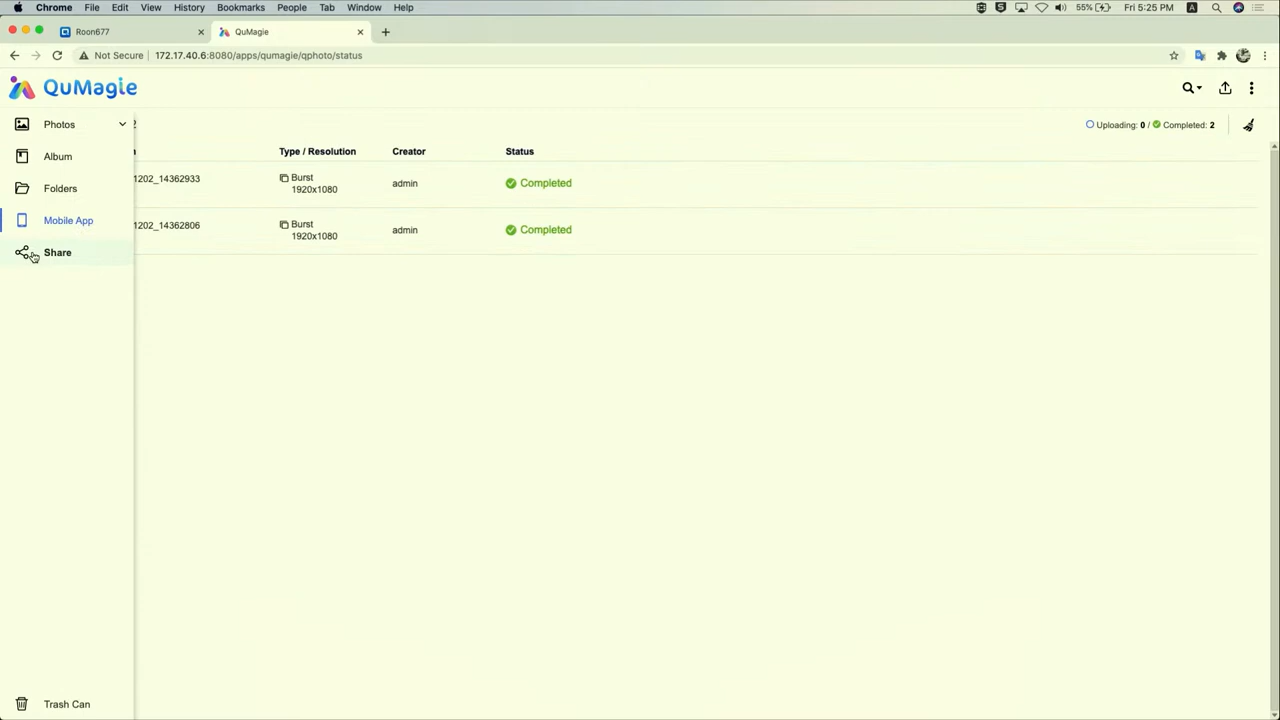 Chrome File Edit View History Bookmarks People Tab Window Help 55% Fri 5:25 PM A
Roon677 QuMagie
Not Secure 172.17.40.6:8080/apps/qumagie/qphoto/status
QuMagie
Photos 2 Uploading: 0 / Completed: 2
Album
Type / Resolution Creator Status
Folders
1202_14362933 Burst 1920x1080 admin Completed
Mobile App
1202_14362806 Burst 1920x1080 admin Completed
Share
Trash Can